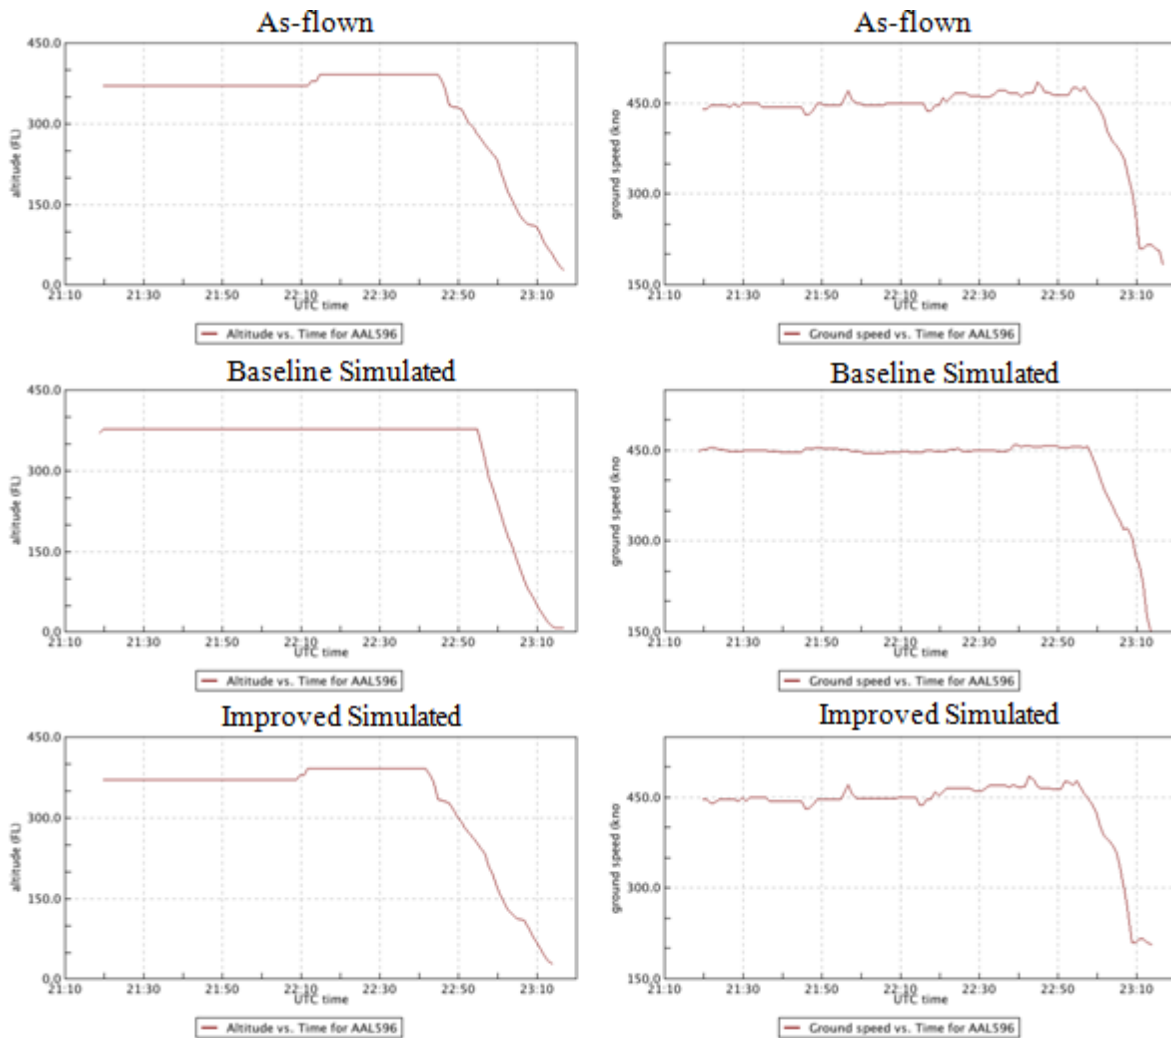 As-flown
450.0
300.0
150.0
0.0
altitude (FL)
21:10 21:30 21:50 22:10 22:30 22:50 23:10
UTC time
Altitude vs. Time for AAL596
As-flown
450.0
300.0
150.0
ground speed (kno
21:10 21:30 21:50 22:10 22:30 22:50 23:10
UTC time
Ground speed vs. Time for AAL596
Baseline Simulated
450.0
300.0
150.0
0.0
altitude (FL)
21:10 21:30 21:50 22:10 22:30 22:50 23:10
UTC time
Altitude vs. Time for AAL596
Baseline Simulated
450.0
300.0
150.0
ground speed (kno
21:10 21:30 21:50 22:10 22:30 22:50 23:10
UTC time
Ground speed vs. Time for AAL596
Improved Simulated
450.0
300.0
150.0
0.0
altitude (FL)
21:10 21:30 21:50 22:10 22:30 22:50 23:10
UTC time
Altitude vs. Time for AAL596
Improved Simulated
450.0
300.0
150.0
ground speed (kno
21:10 21:30 21:50 22:10 22:30 22:50 23:10
UTC time
Ground speed vs. Time for AAL596